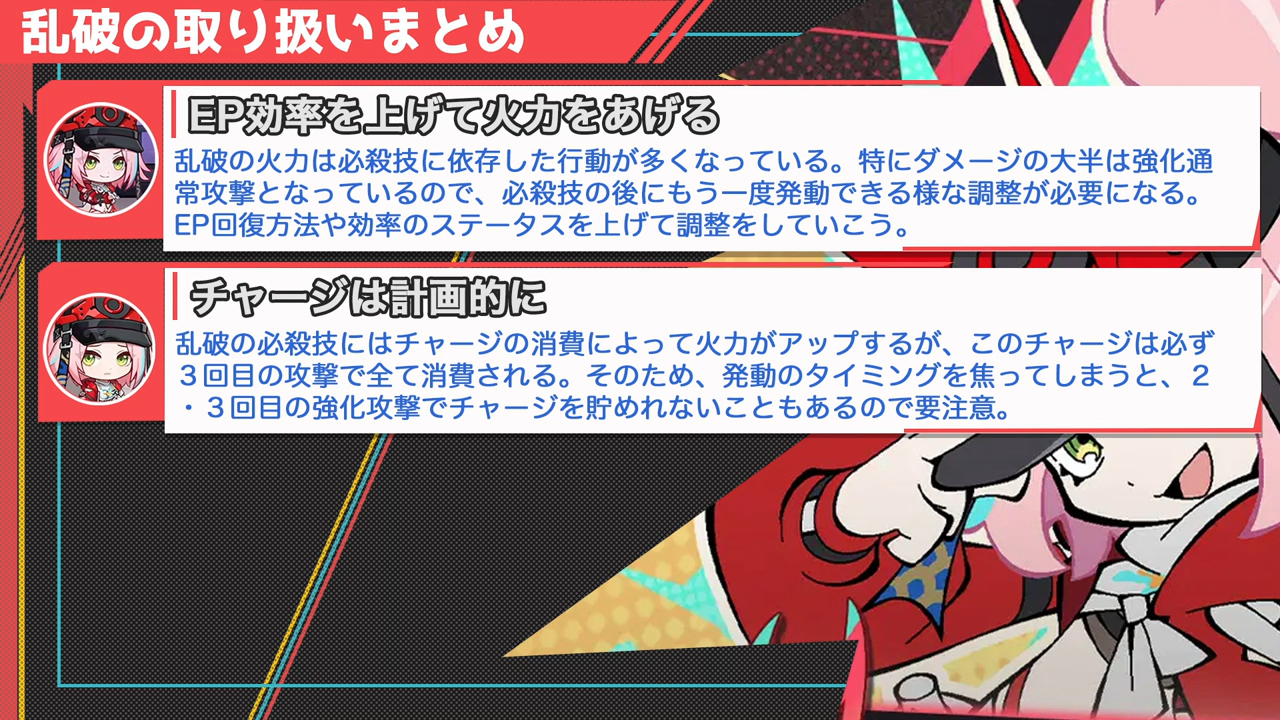 乱破の取り扱いまとめ
EP効率を上げて火力をあげる
乱破の火力は必殺技に依存した行動が多くなっている。特にダメージの大半は強化通
常攻撃となっているので、必殺技の後にもう一度発動できる様な調整が必要になる。
EP回復方法や効率のステータスを上げて調整をしていこう。
チャージは計画的に
乱破の必殺技にはチャージの消費によって火力がアップするが、このチャージは必ず
３回目の攻撃で全て消費される。そのため、発動のタイミングを焦ってしまうと、２
・３回目の強化攻撃でチャージを貯めれないこともあるので要注意。